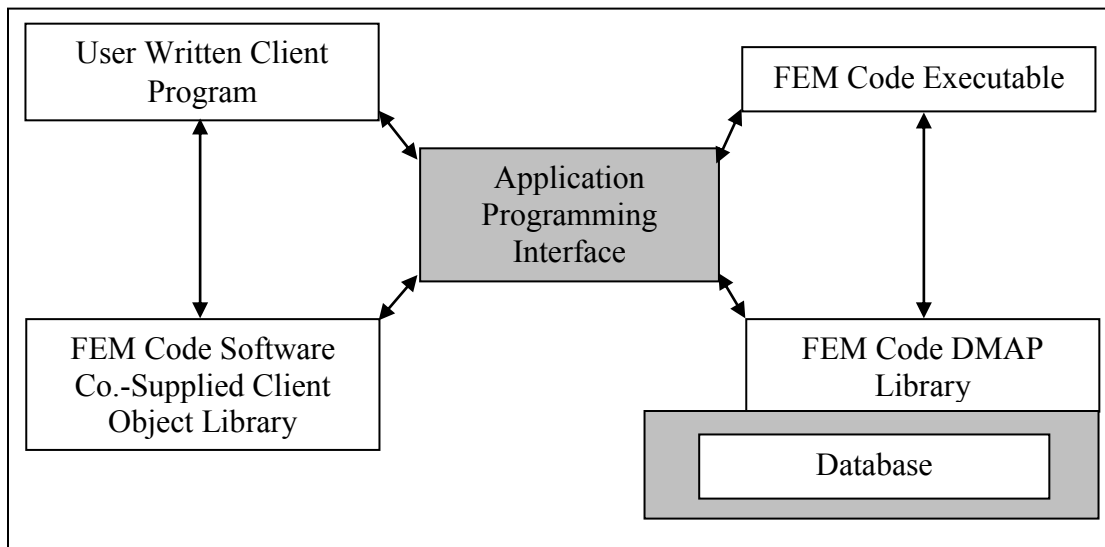 User Written Client
Program
FEM Code Executable
Application
Programming
Interface
FEM Code Software
Co.-Supplied Client
Object Library
FEM Code DMAP
Library
Database